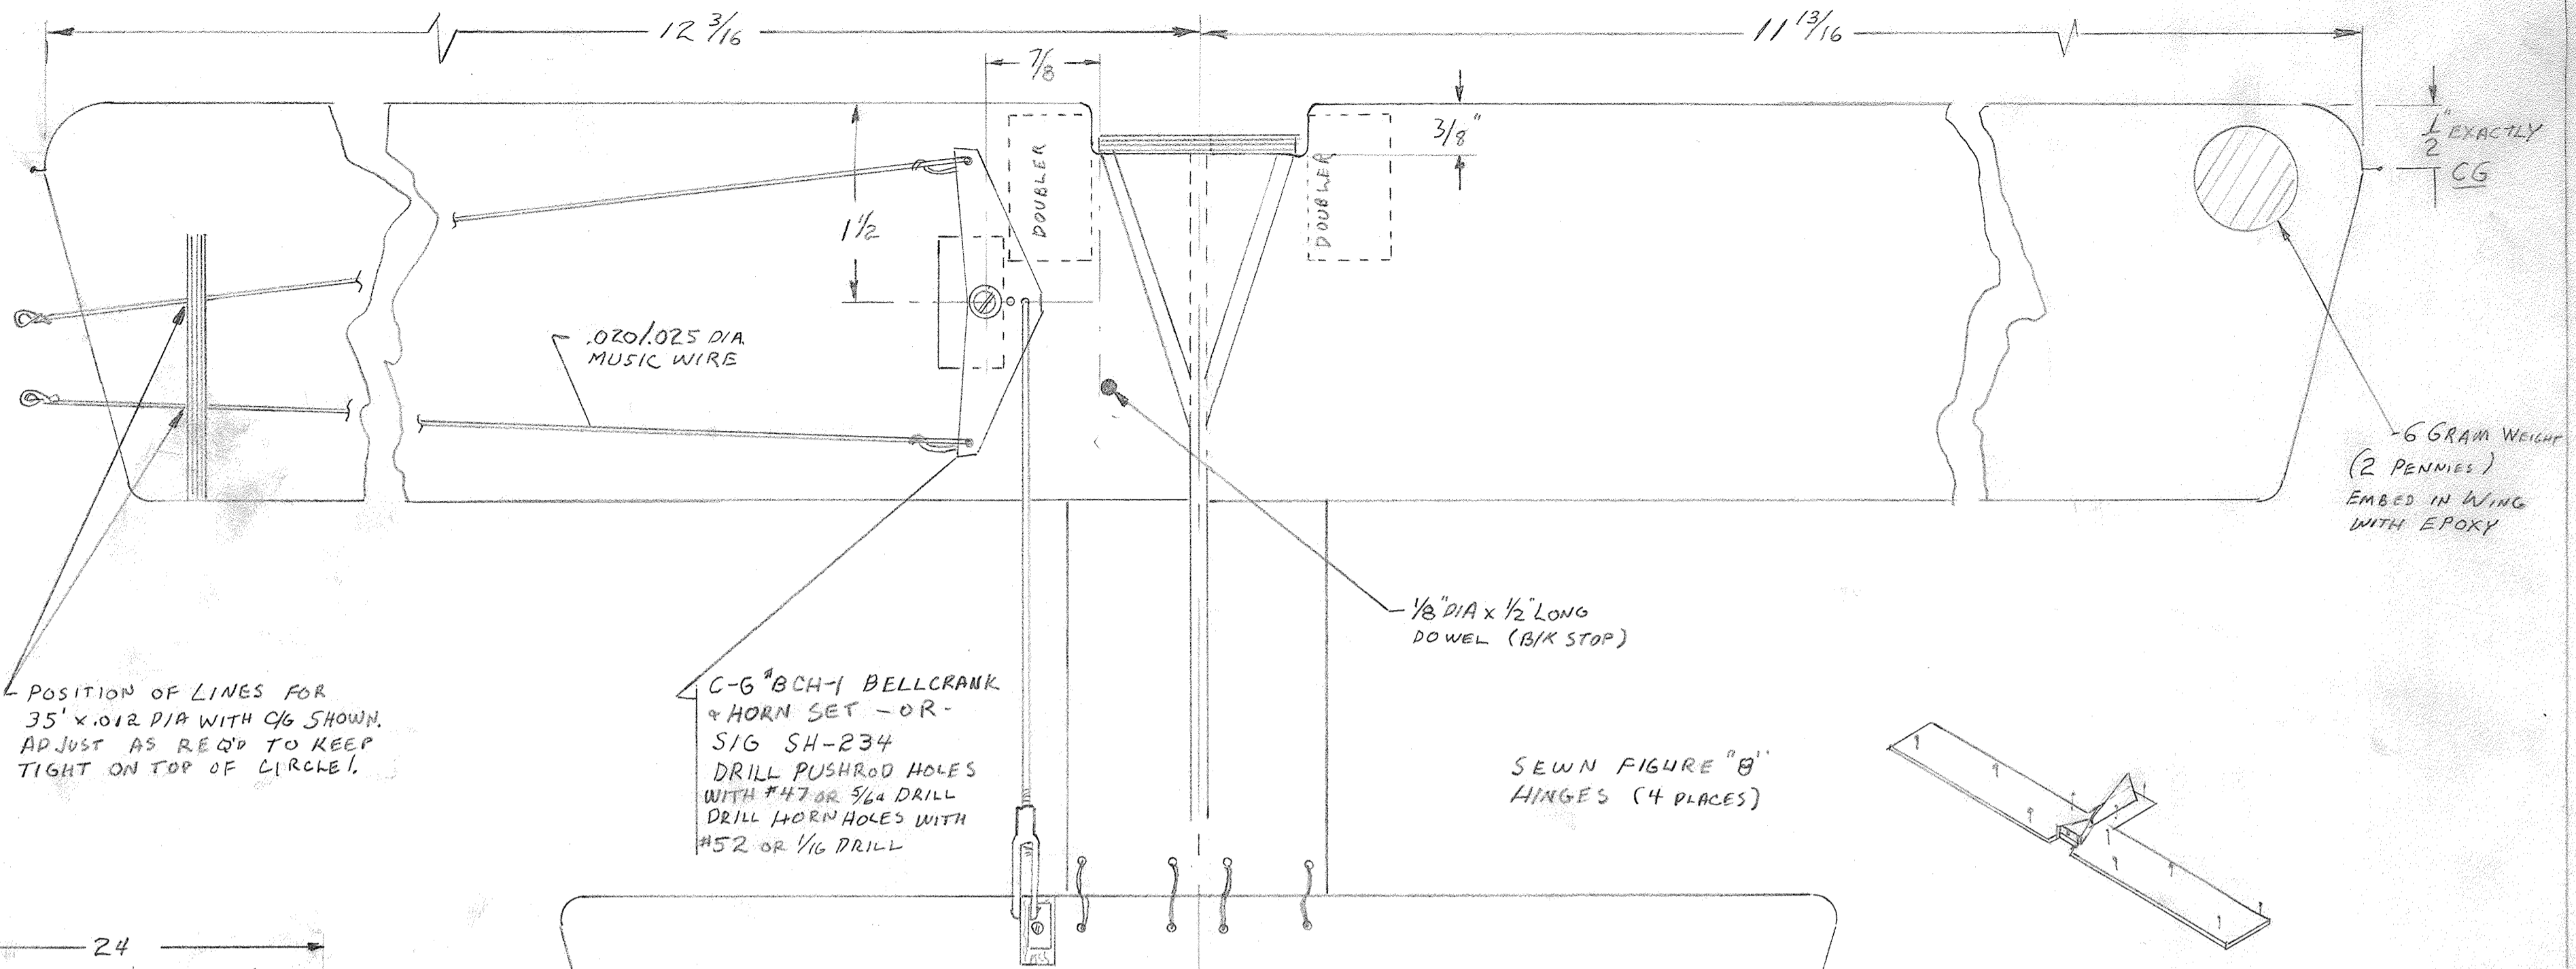 12 3/16
11 13/16
7/8
3/8"
1/2" EXACTLY
CG
DOUBLER
DOUBLER
1 1/2
.020/.025 DIA.
MUSIC WIRE
6 GRAM WEIGHT
(2 PENNIES)
EMBED IN WING
WITH EPOXY
1/8" DIA x 1/2" LONG
DOWEL (B/K STOP)
POSITION OF LINES FOR
35' x .012 DIA WITH C/G SHOWN.
ADJUST AS REQ'D TO KEEP
TIGHT ON TOP OF CIRCLE!
C-G #BCH-1 BELLCRANK
& HORN SET -OR-
SIG SH-234
DRILL PUSHROD HOLES
WITH #47 OR 5/64 DRILL
DRILL HORN HOLES WITH
#52 OR 1/16 DRILL
SEWN FIGURE "8"
HINGES (4 PLACES)
24